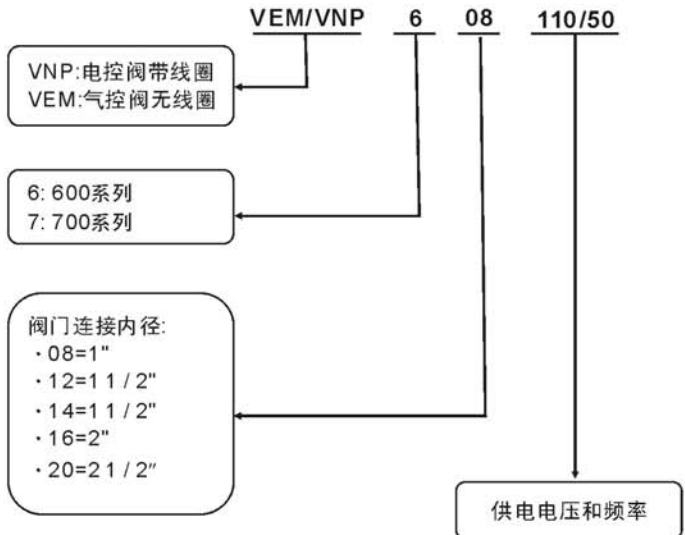 VEM/VNP 6 08 110/50
VNP:电控阀带线圈
VEM:气控阀无线圈
6: 600系列
7: 700系列
阀门连接内径:
·08=1"
·12=1 1 / 2"
·14=1 1 / 2"
·16=2"
·20=2 1 / 2"
供电电压和频率